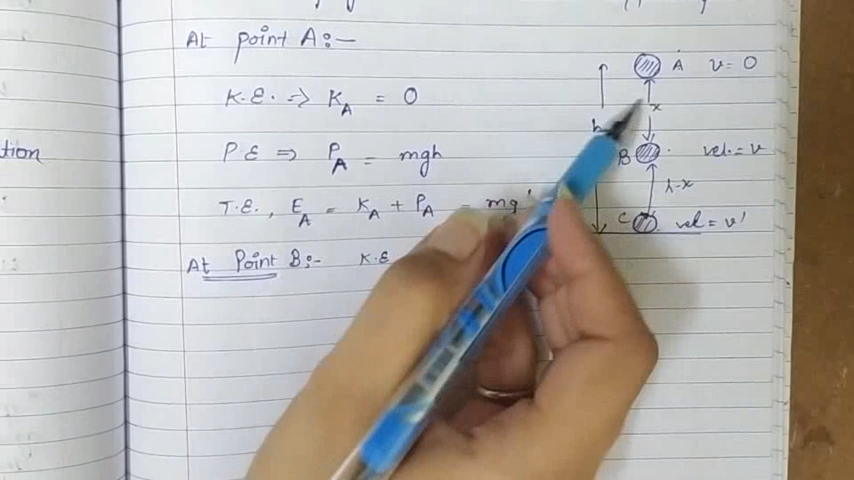 At point A:-
A v = 0
K.E. => K_A = 0
x
h
tion
P E => P_A = mgh
B vel. = v
h-x
T.E., E_A = K_A + P_A = mg
C vel = v'
At Point B:- K.E